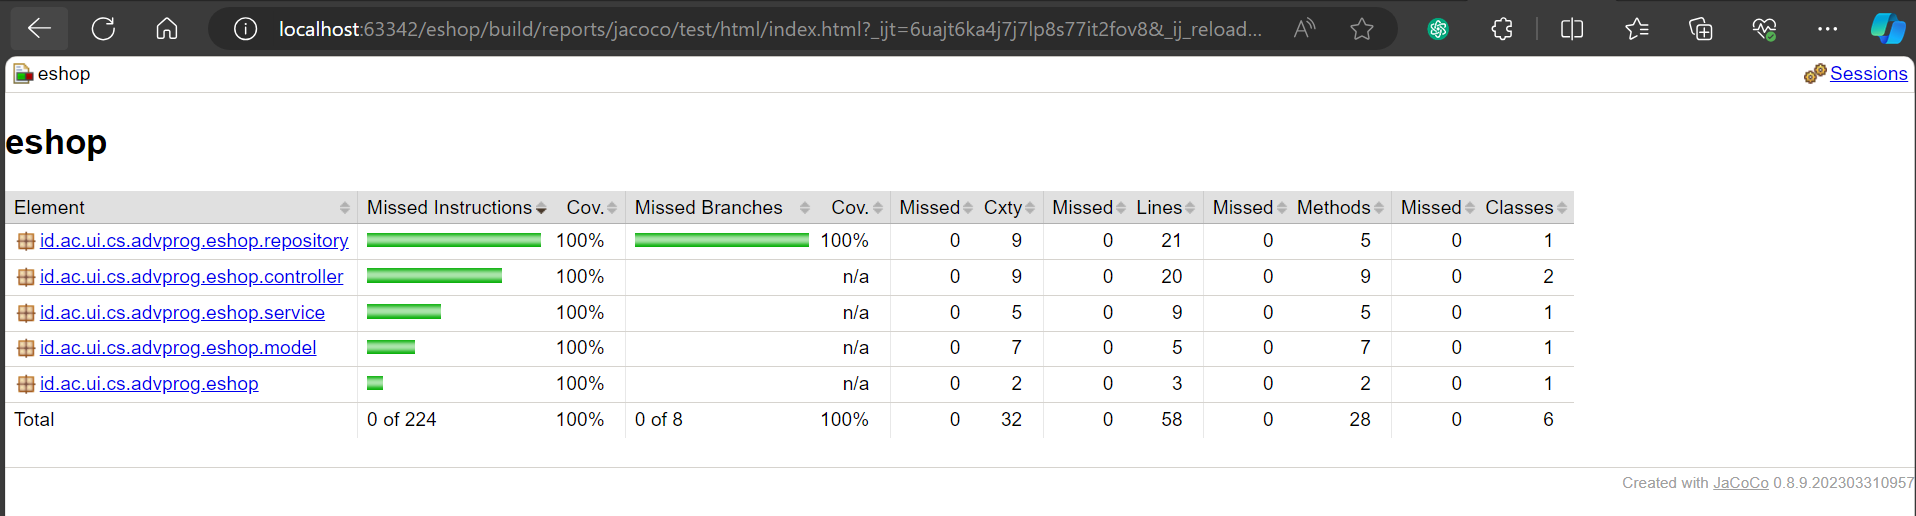 localhost:63342/eshop/build/reports/jacoco/test/html/index.html?_ijt=6uajt6ka4j7j7lp8s77it2fov8&_ij_reload...
eshop Sessions
eshop
Element Missed Instructions Cov. Missed Branches Cov. Missed Cxty Missed Lines Missed Methods Missed Classes
id.ac.ui.cs.advprog.eshop.repository 100% 100% 0 9 0 21 0 5 0 1
id.ac.ui.cs.advprog.eshop.controller 100% n/a 0 9 0 20 0 9 0 2
id.ac.ui.cs.advprog.eshop.service 100% n/a 0 5 0 9 0 5 0 1
id.ac.ui.cs.advprog.eshop.model 100% n/a 0 7 0 5 0 7 0 1
id.ac.ui.cs.advprog.eshop 100% n/a 0 2 0 3 0 2 0 1
Total 0 of 224 100% 0 of 8 100% 0 32 0 58 0 28 0 6
Created with JaCoCo 0.8.9.202303310957